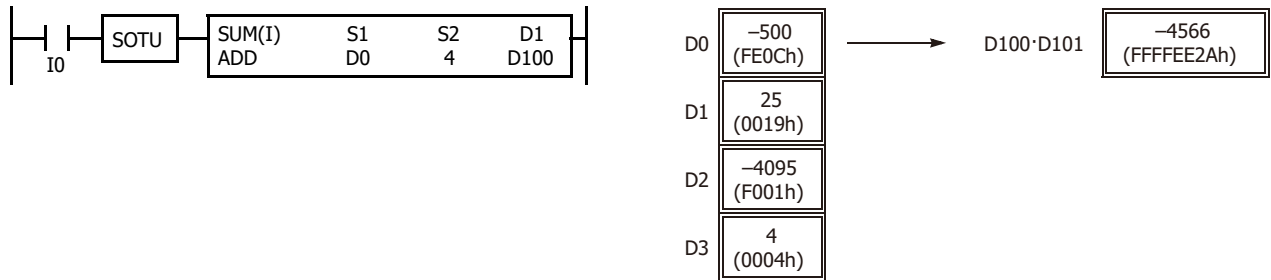 I0
SOTU
SUM(I) S1 S2 D1
ADD D0 4 D100
D0 –500
(FE0Ch)
D100·D101 –4566
(FFFFEE2Ah)
D1 25
(0019h)
D2 –4095
(F001h)
D3 4
(0004h)